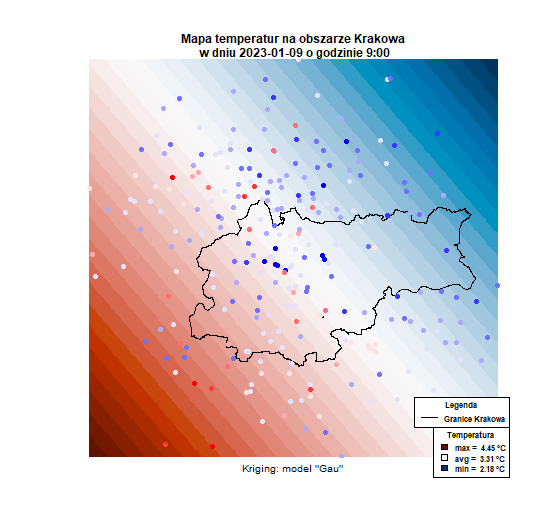 Mapa temperatur na obszarze Krakowa
w dniu 2023-01-09 o godzinie 9:00
Legenda
Granice Krakowa
Temperatura
max = 4.45 °C
avg = 3.31 °C
min = 2.18 °C
Kriging: model "Gau"